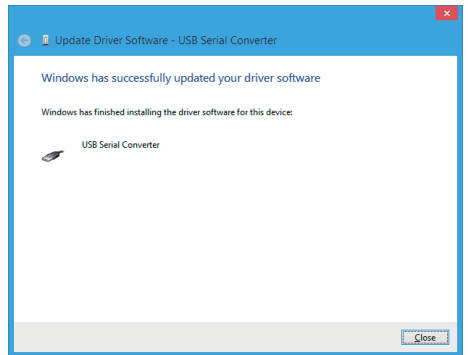 Update Driver Software - USB Serial Converter
Windows has successfully updated your driver software
Windows has finished installing the driver software for this device:
USB Serial Converter
Close